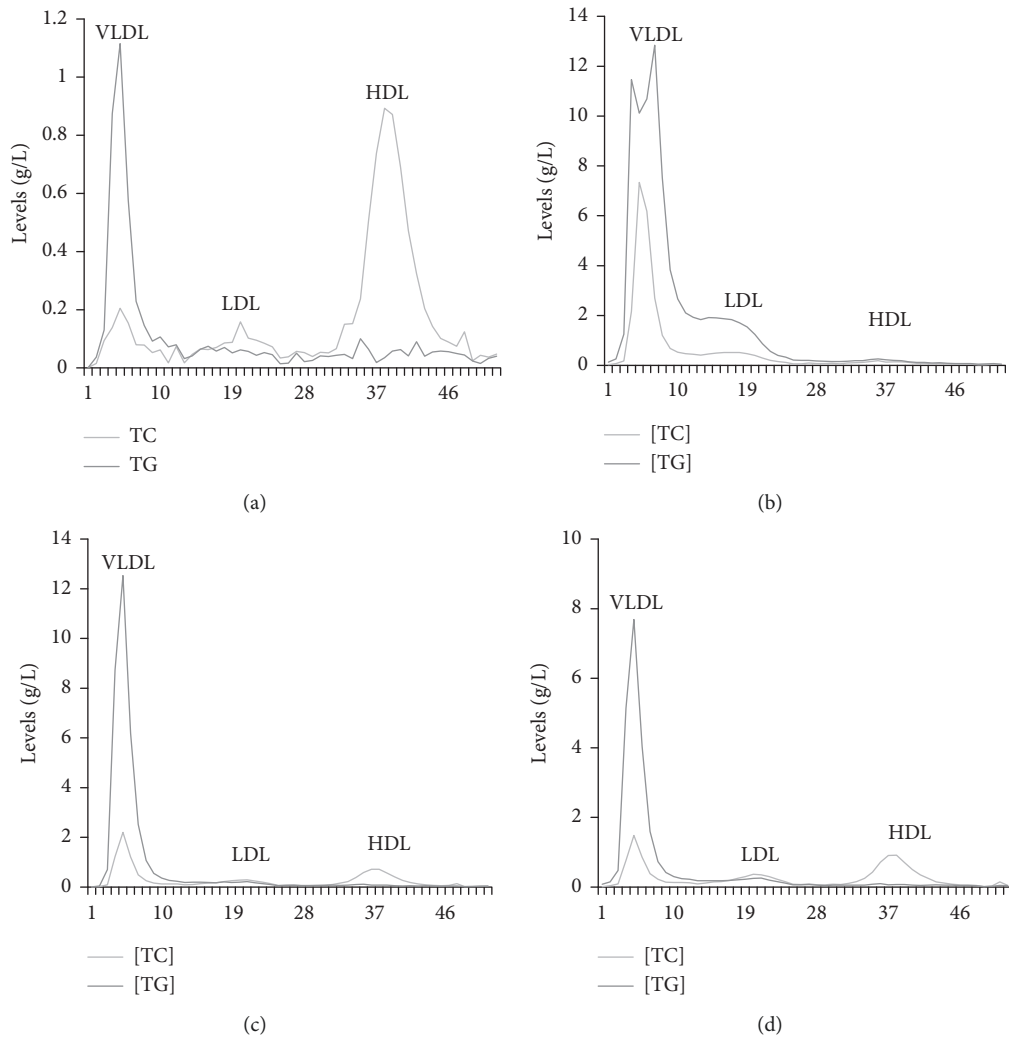 1.2
1
0.8
0.6
0.4
0.2
0
Levels (g/L)
VLDL
LDL
HDL
1 10 19 28 37 46
TC
TG
(a)
14
12
10
8
6
4
2
0
Levels (g/L)
VLDL
LDL
HDL
1 10 19 28 37 46
[TC]
[TG]
(b)
14
12
10
8
6
4
2
0
Levels (g/L)
VLDL
LDL
HDL
1 10 19 28 37 46
[TC]
[TG]
(c)
10
8
6
4
2
0
Levels (g/L)
VLDL
LDL
HDL
1 10 19 28 37 46
[TC]
[TG]
(d)